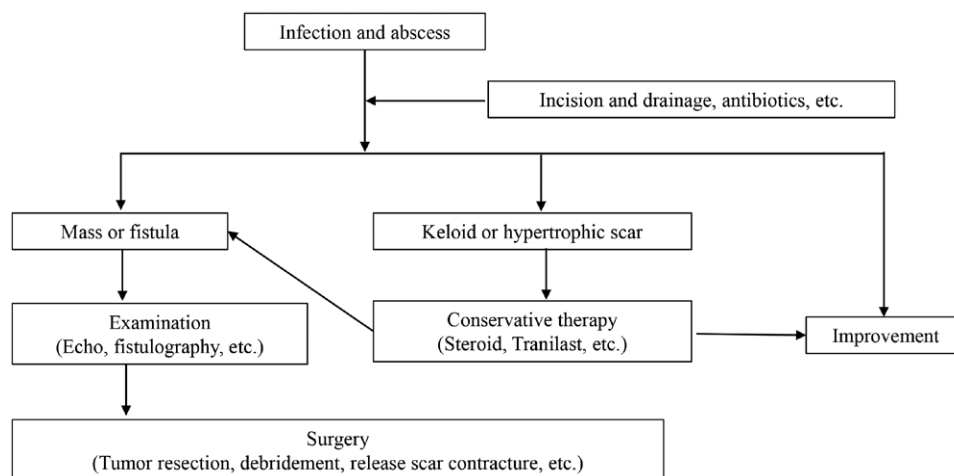 Infection and abscess
Incision and drainage, antibiotics, etc.
Mass or fistula
Keloid or hypertrophic scar
Examination
(Echo, fistulography, etc.)
Conservative therapy
(Steroid, Tranilast, etc.)
Improvement
Surgery
(Tumor resection, debridement, release scar contracture, etc.)